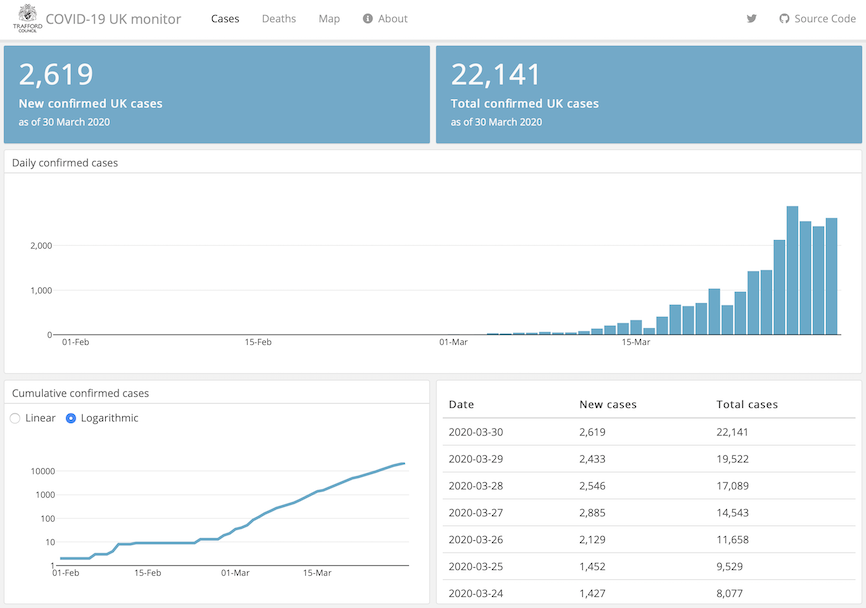 TRAFFORD
COUNCIL
COVID-19 UK monitor
Cases
Deaths
Map
About
Source Code
2,619
New confirmed UK cases
as of 30 March 2020
22,141
Total confirmed UK cases
as of 30 March 2020
Daily confirmed cases
2,000
1,000
0
01-Feb 15-Feb 01-Mar 15-Mar
Cumulative confirmed cases
Linear Logarithmic
10000
1000
100
10
1
01-Feb 15-Feb 01-Mar 15-Mar
Date New cases Total cases
2020-03-30 2,619 22,141
2020-03-29 2,433 19,522
2020-03-28 2,546 17,089
2020-03-27 2,885 14,543
2020-03-26 2,129 11,658
2020-03-25 1,452 9,529
2020-03-24 1,427 8,077